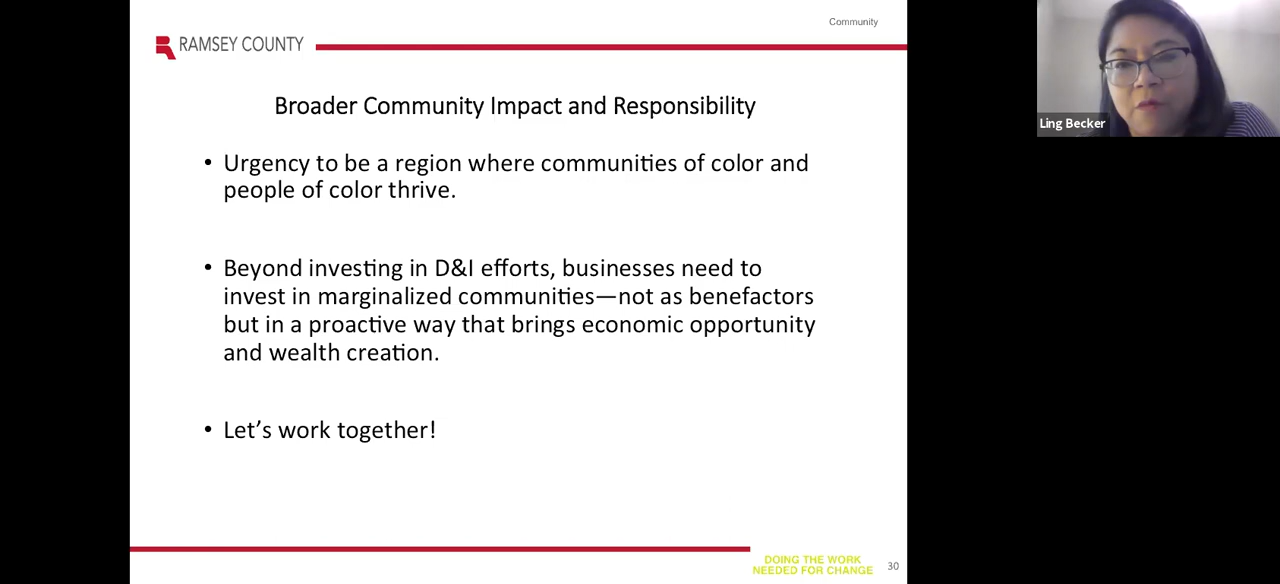 Community
RAMSEY COUNTY
Ling Becker
Broader Community Impact and Responsibility
• Urgency to be a region where communities of color and
people of color thrive.
• Beyond investing in D&I efforts, businesses need to
invest in marginalized communities—not as benefactors
but in a proactive way that brings economic opportunity
and wealth creation.
• Let’s work together!
DOING THE WORK
NEEDED FOR CHANGE
30